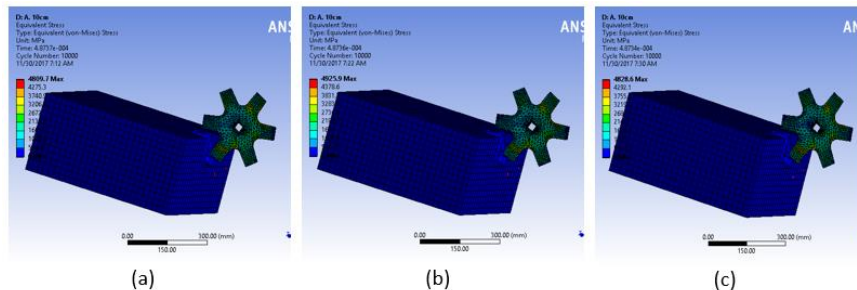 D: A. 10cm
Equivalent Stress
Type: Equivalent (von-Mises) Stress
Unit: MPa
Time: 4.0737e-004
Cycle Number: 10000
11/30/2017 7:12 AM
ANS
4809.7 Max
4275.3
0.00
300.00 (mm)
150.00
(a)
D: A. 10cm
Equivalent Stress
Type: Equivalent (von-Mises) Stress
Unit: MPa
Time: 4.0736e-004
Cycle Number: 10000
11/30/2017 7:22 AM
ANS
4925.9 Max
4378.6
0.00
300.00 (mm)
150.00
(b)
D: A. 10cm
Equivalent Stress
Type: Equivalent (von-Mises) Stress
Unit: MPa
Time: 4.0734e-004
Cycle Number: 10000
11/30/2017 7:30 AM
ANS
4828.6 Max
4292.1
0.00
300.00 (mm)
150.00
(c)